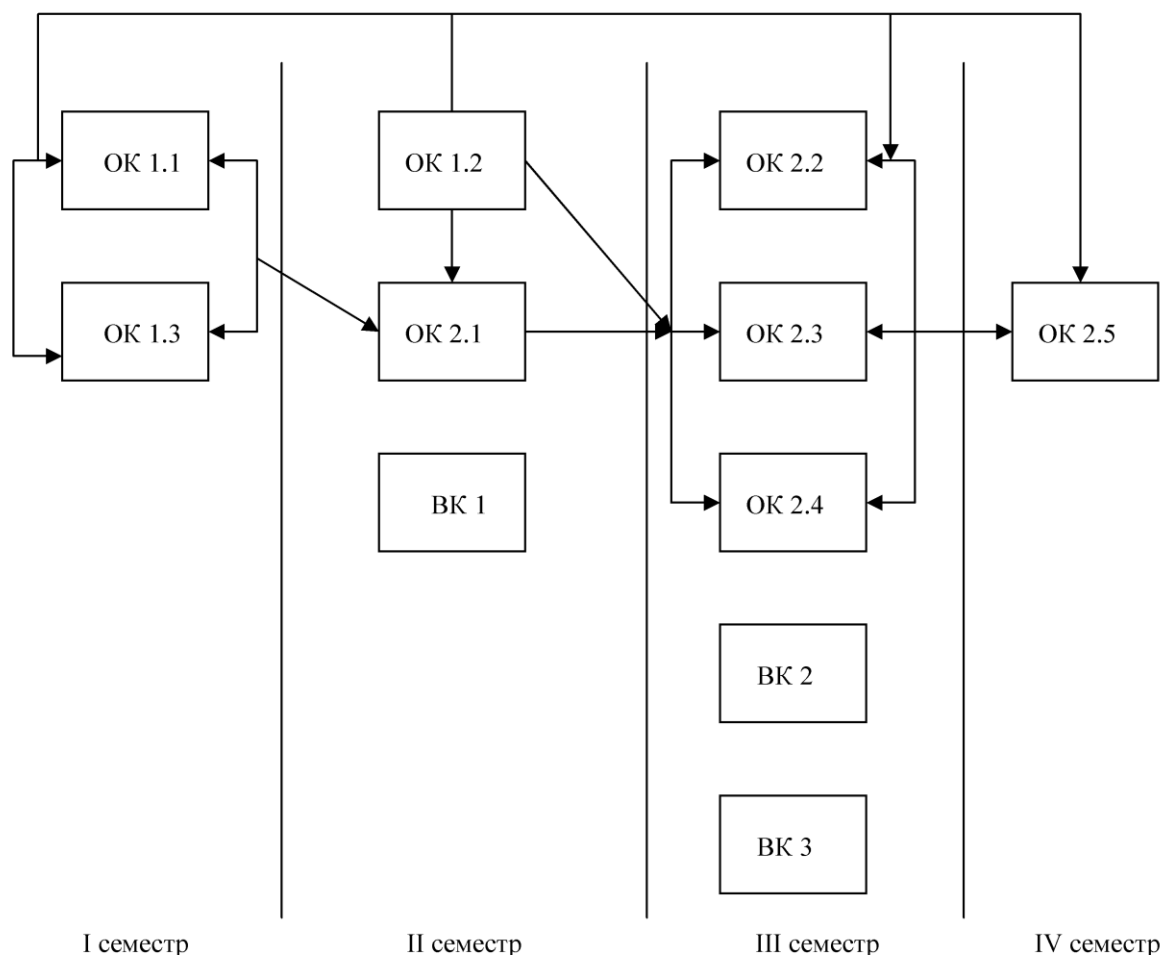 ОК 1.1
ОК 1.2
ОК 2.2
ОК 1.3
ОК 2.1
ОК 2.3
ОК 2.5
ВК 1
ОК 2.4
ВК 2
ВК 3
I семестр
II семестр
III семестр
IV семестр